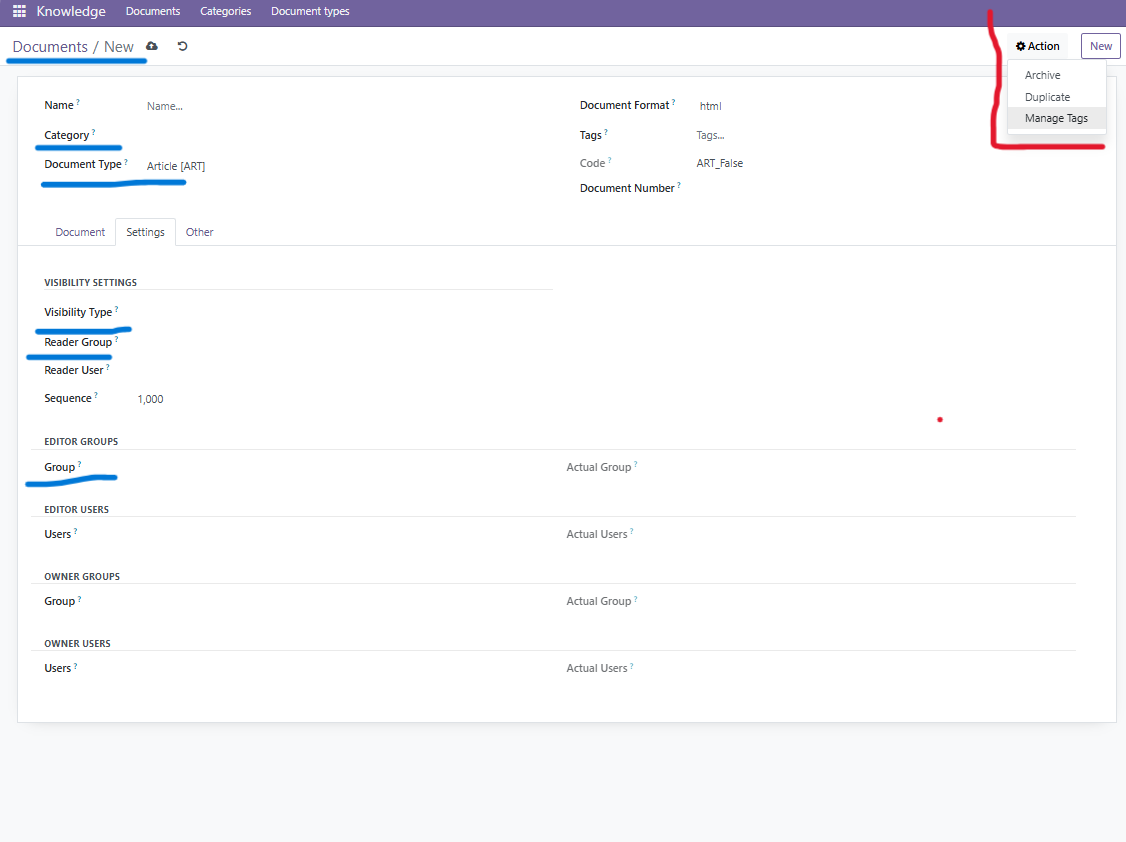 Knowledge Documents Categories Document types
Documents / New Action New
Archive
Duplicate
Manage Tags
Name ? Name... Document Format ? html
Category ? Tags ? Tags...
Document Type ? Article [ART] Code ? ART_False
Document Number ?
Document Settings Other
VISIBILITY SETTINGS
Visibility Type ?
Reader Group ?
Reader User ?
Sequence ? 1,000
EDITOR GROUPS
Group ? Actual Group ?
EDITOR USERS
Users ? Actual Users ?
OWNER GROUPS
Group ? Actual Group ?
OWNER USERS
Users ? Actual Users ?